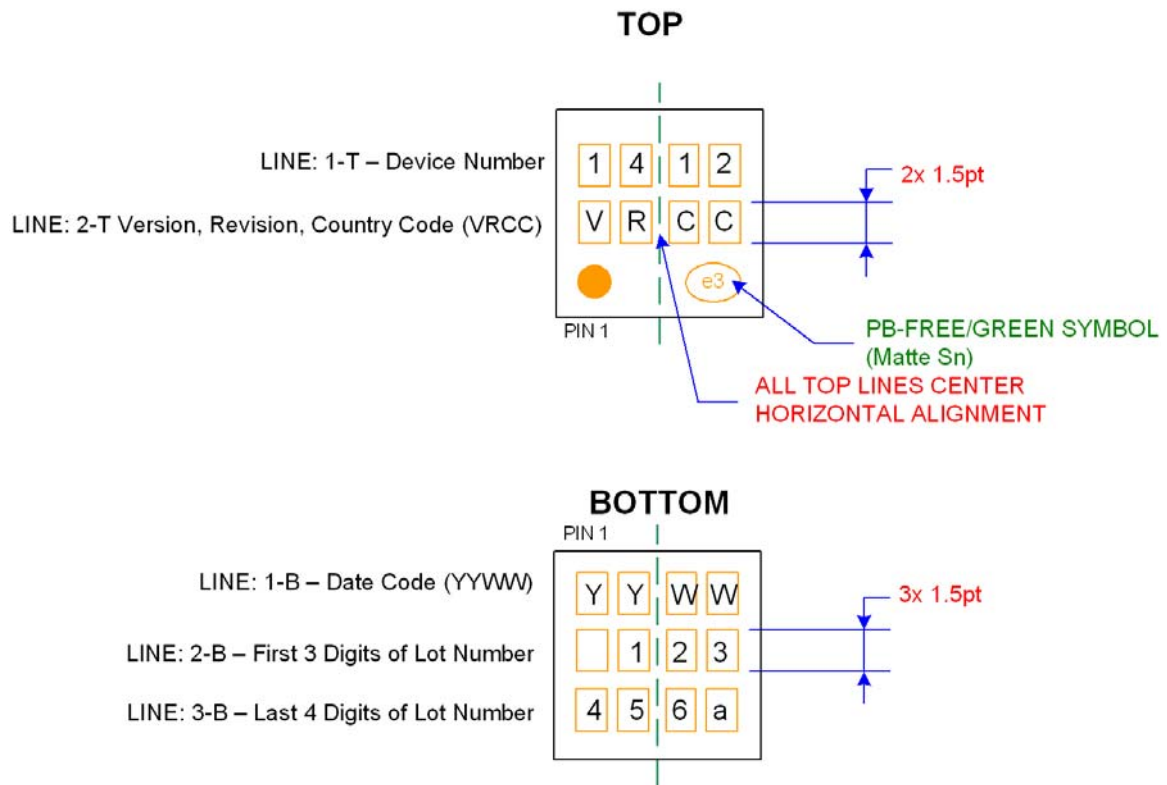 TOP
LINE: 1-T – Device Number
1 4 1 2
2x 1.5pt
LINE: 2-T Version, Revision, Country Code (VRCC)
V R C C
e3
PIN 1
PB-FREE/GREEN SYMBOL
(Matte Sn)
ALL TOP LINES CENTER
HORIZONTAL ALIGNMENT
BOTTOM
PIN 1
LINE: 1-B – Date Code (YYWW)
Y Y W W
3x 1.5pt
LINE: 2-B – First 3 Digits of Lot Number
1 2 3
LINE: 3-B – Last 4 Digits of Lot Number
4 5 6 a